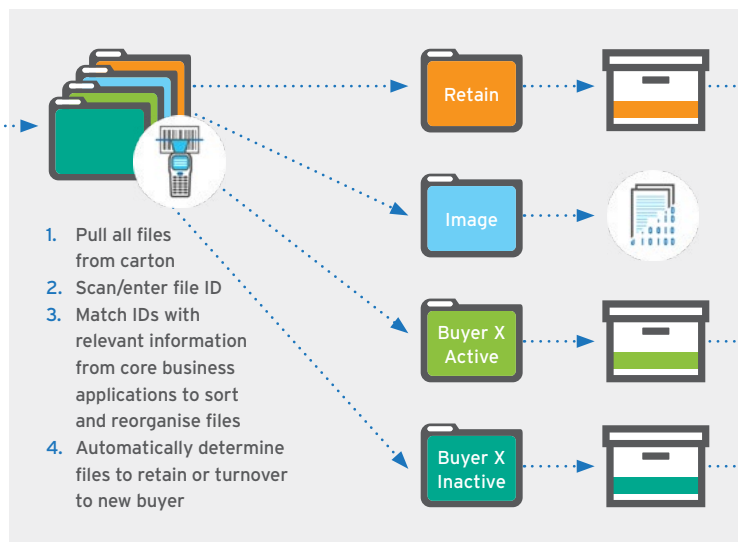 Retain
Image
1. Pull all files
from carton
2. Scan/enter file ID
3. Match IDs with
relevant information
from core business
applications to sort
and reorganise files
4. Automatically determine
files to retain or turnover
to new buyer
Buyer X
Active
Buyer X
Inactive